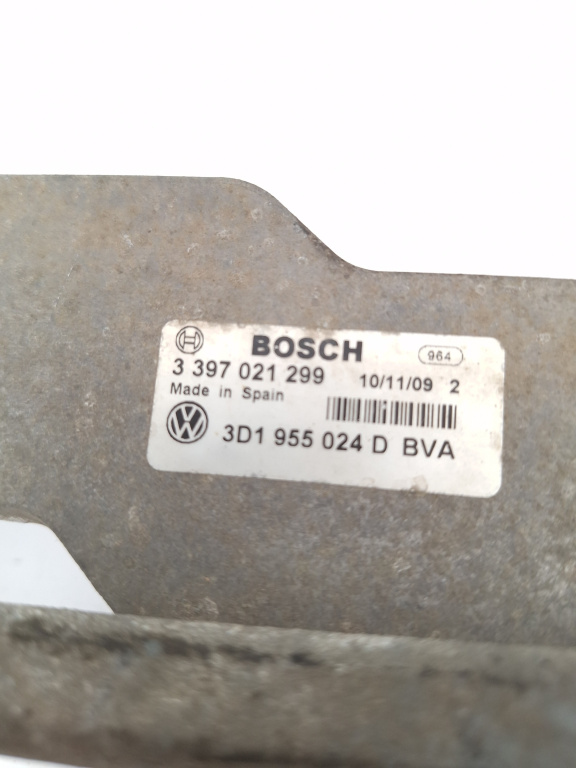 BOSCH 964
3 397 021 299 10/11/09 2
Made in Spain
3D1 955 024 D BVA